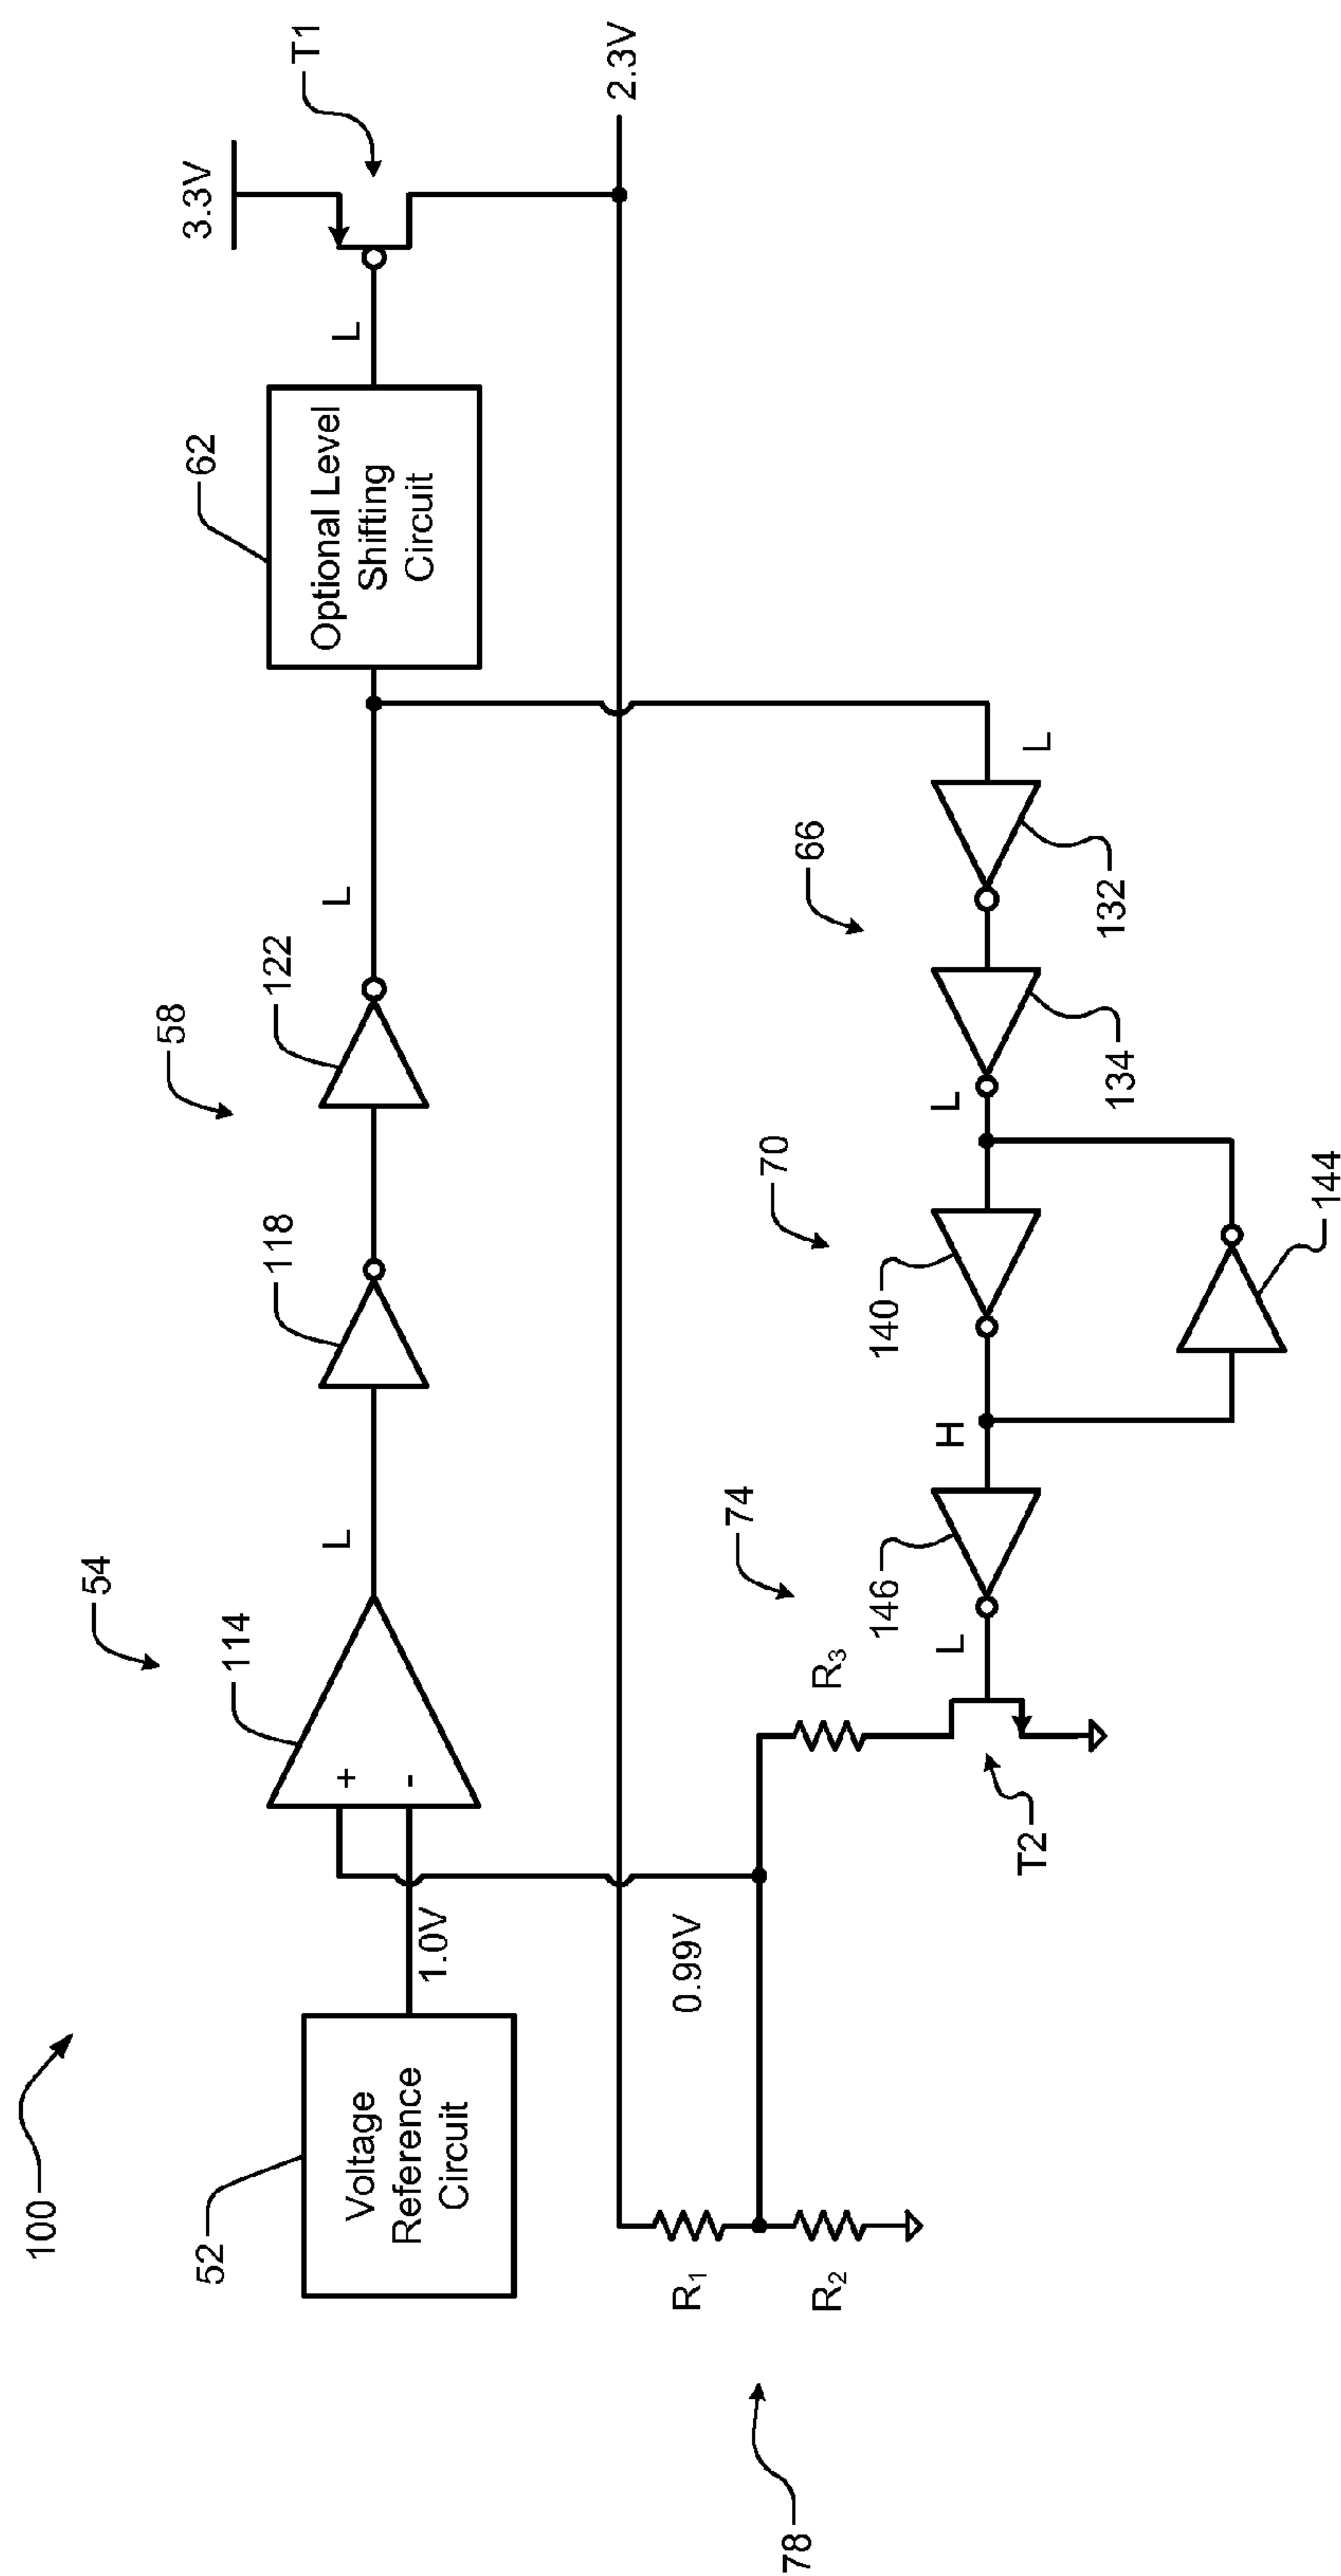 100
52
Voltage
Reference
Circuit
1.0V
54
114
+
-
L
58
118
122
L
62
Optional Level
Shifting
Circuit
L
3.3V
T1
2.3V
78
R1
R2
0.99V
R3
T2
74
L
146
H
70
140
144
L
66
134
132
L